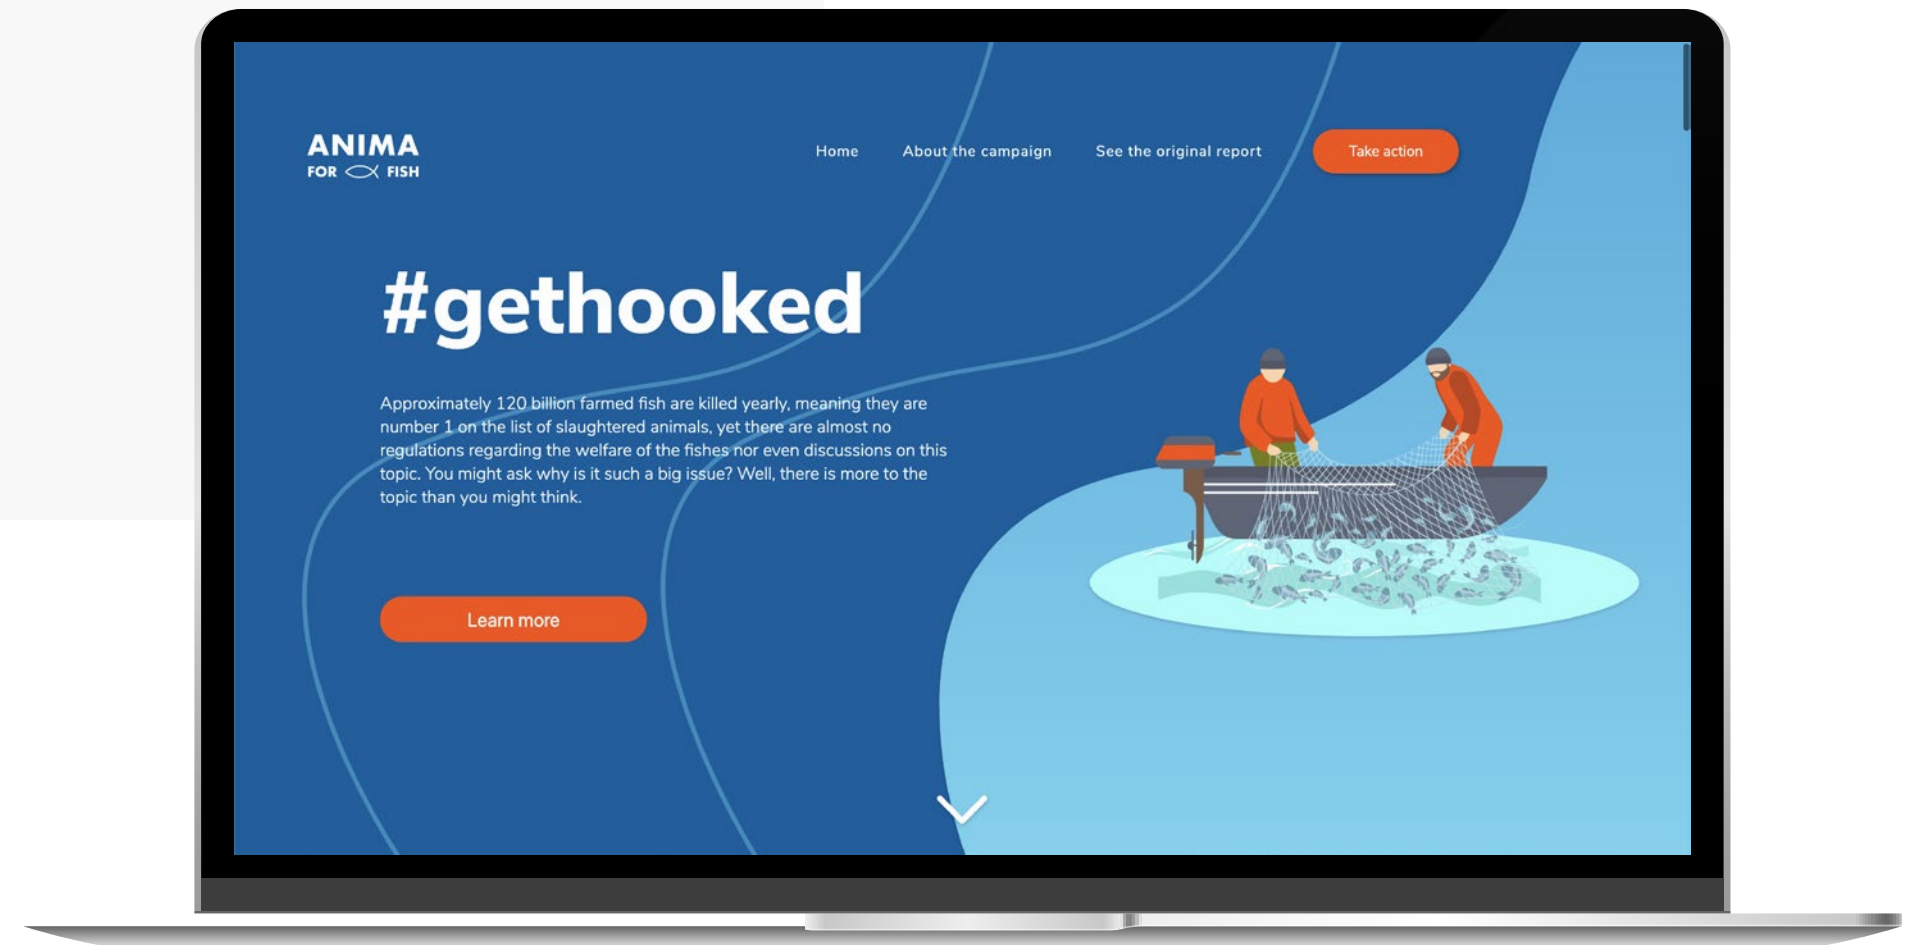 ANIMA
FOR FISH
Home About the campaign See the original report Take action
#gethooked
Approximately 120 billion farmed fish are killed yearly, meaning they are
number 1 on the list of slaughtered animals, yet there are almost no
regulations regarding the welfare of the fishes nor even discussions on this
topic. You might ask why is it such a big issue? Well, there is more to the
topic than you might think.
Learn more